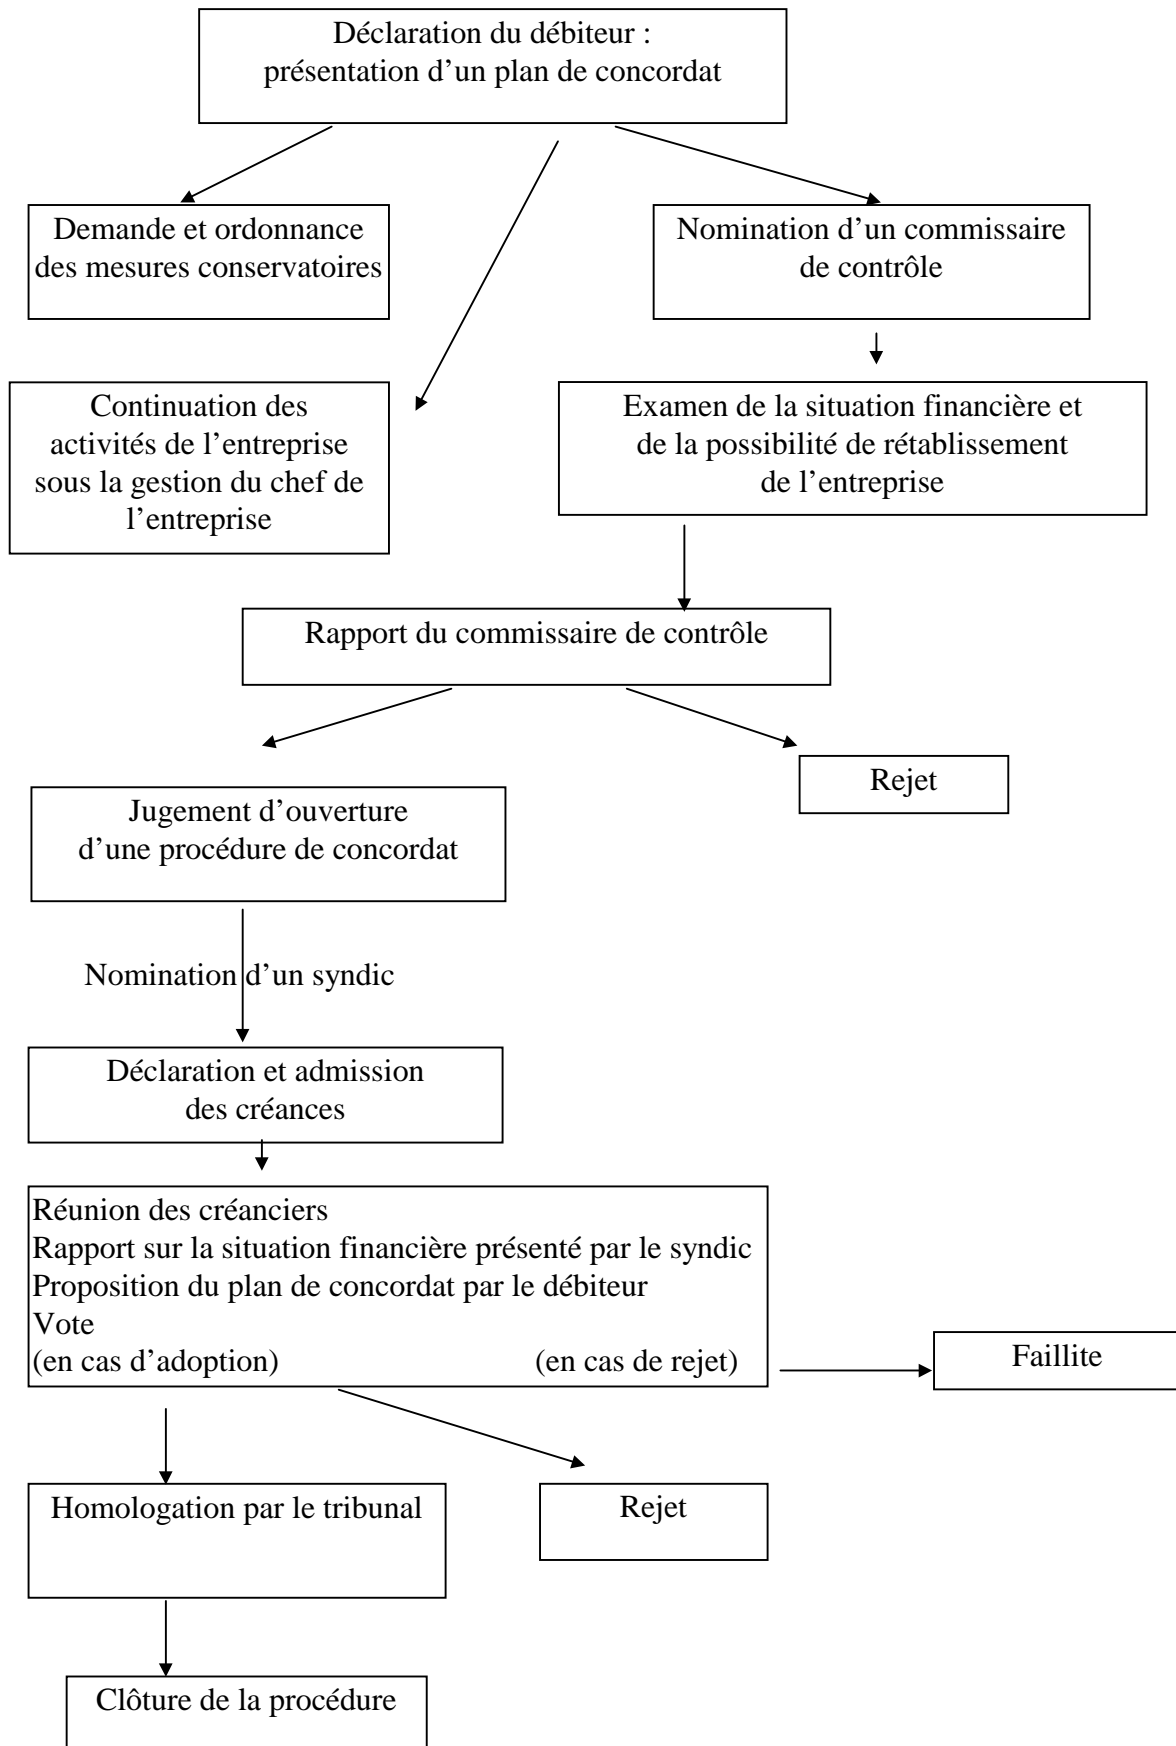 Déclaration du débiteur :
présentation d’un plan de concordat
Demande et ordonnance
des mesures conservatoires
Nomination d’un commissaire
de contrôle
Continuation des
activités de l’entreprise
sous la gestion du chef de
l’entreprise
Examen de la situation financière et
de la possibilité de rétablissement
de l’entreprise
Rapport du commissaire de contrôle
Rejet
Jugement d’ouverture
d’une procédure de concordat
Nomination d’un syndic
Déclaration et admission
des créances
Réunion des créanciers
Rapport sur la situation financière présenté par le syndic
Proposition du plan de concordat par le débiteur
Vote
(en cas d’adoption) (en cas de rejet)
Faillite
Homologation par le tribunal
Rejet
Clôture de la procédure